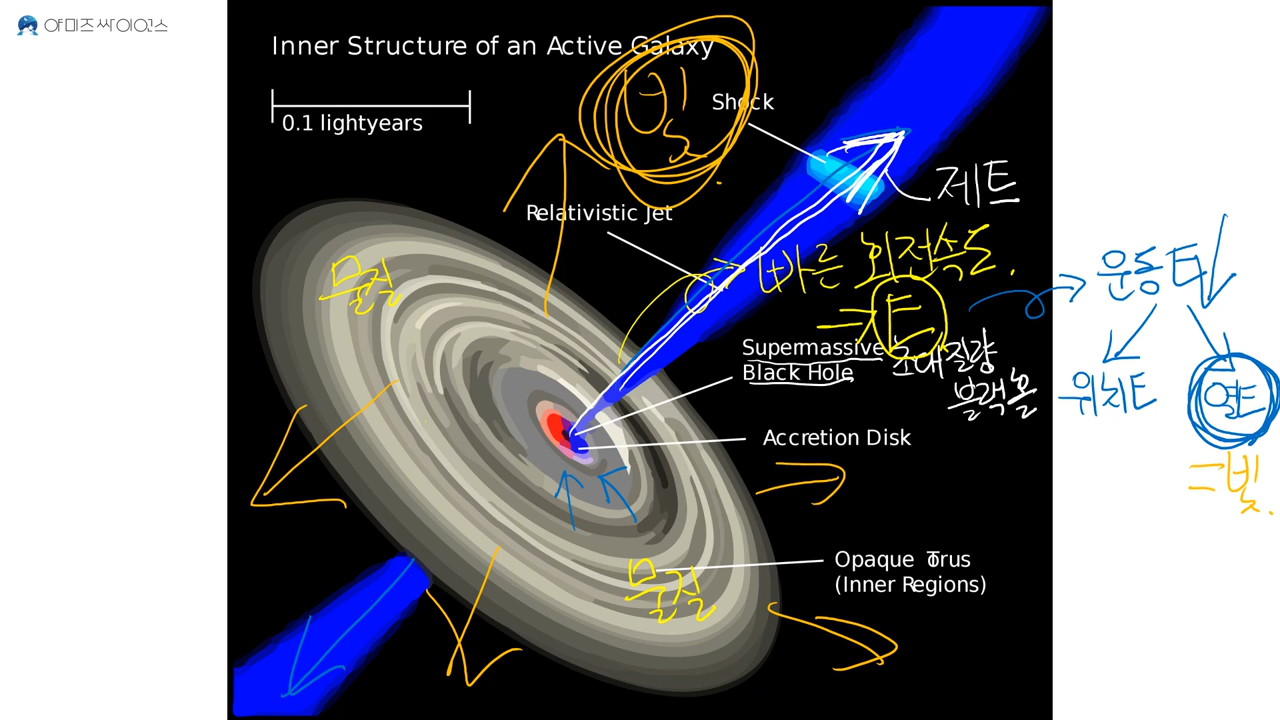 야미즈 싸이언스
Inner Structure of an Active Galaxy
0.1 lightyears
빛
Shock
Relativistic Jet
제트
빠른 회전속도.
=> E
운동 E
위치E
열E
=빛.
Supermassive
Black Hole
초대질량
블랙홀
Accretion Disk
Opaque Torus
(Inner Regions)
물질
물질